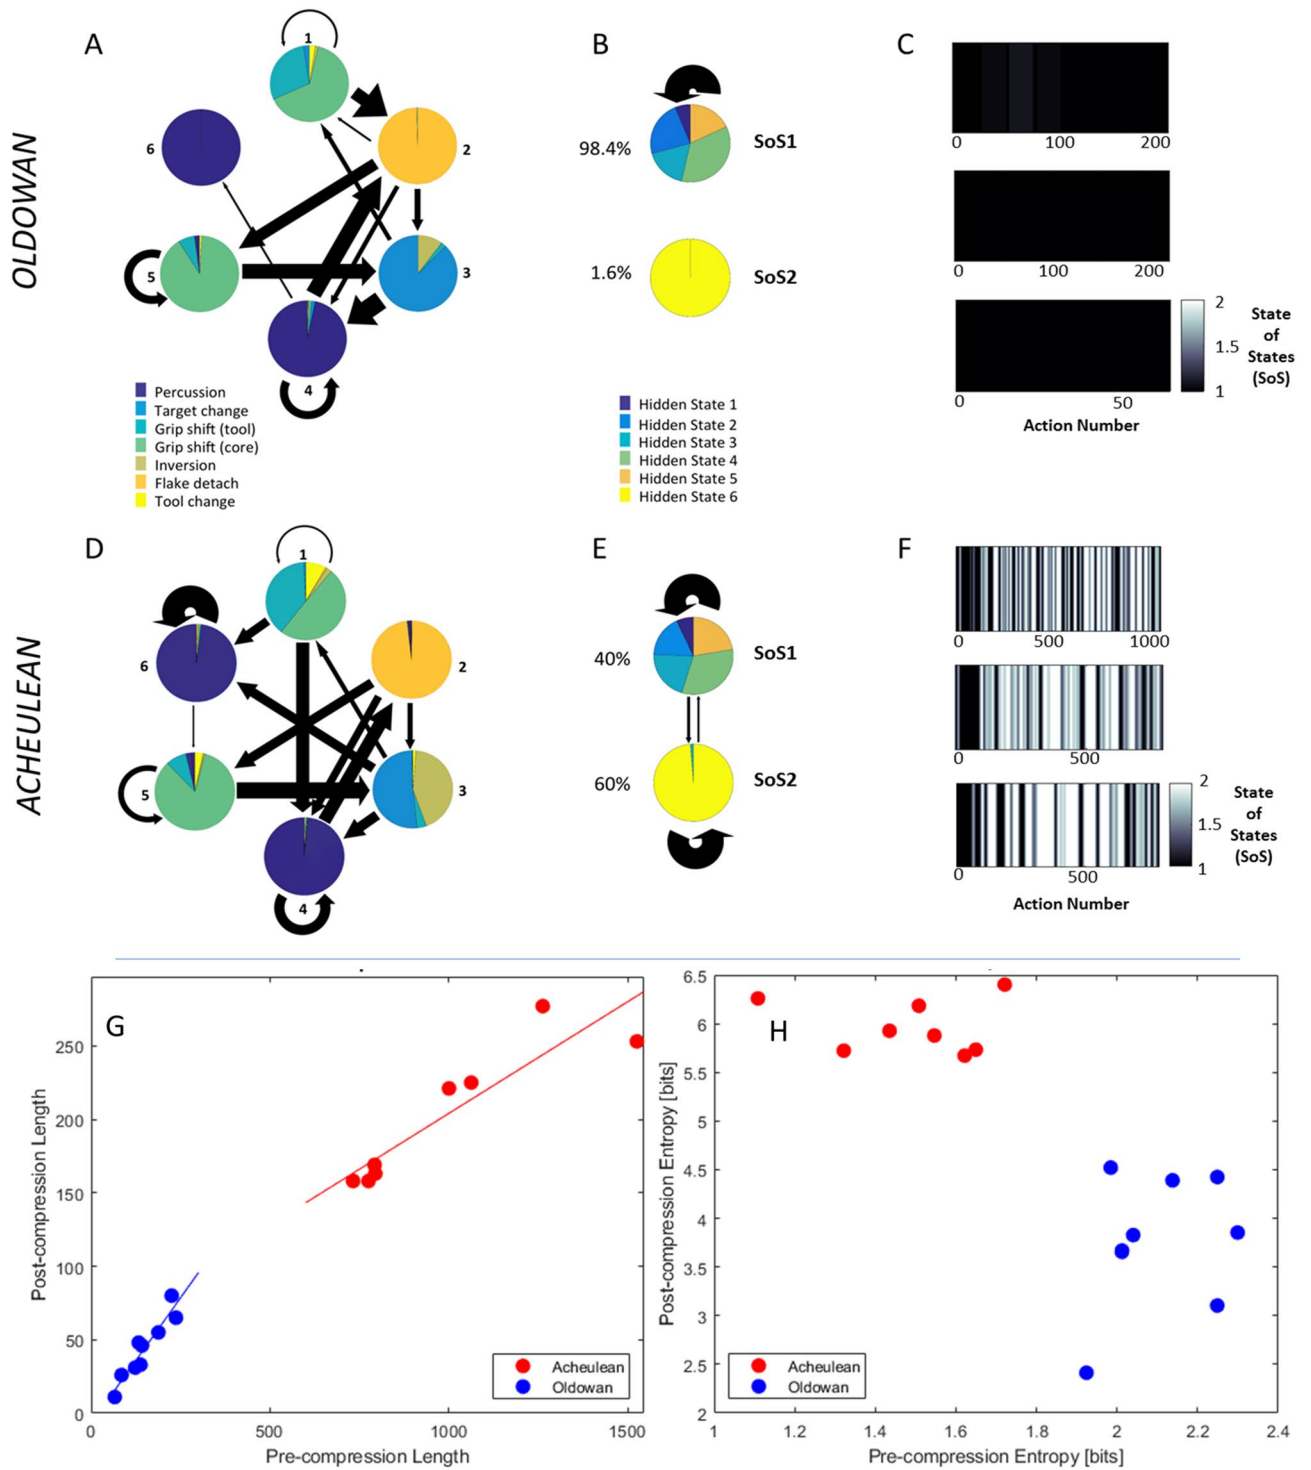 A
B
C
OLDOWAN
1
2
3
4
5
6
Percussion
Target change
Grip shift (tool)
Grip shift (core)
Inversion
Flake detach
Tool change
98.4%
SoS1
1.6%
SoS2
Hidden State 1
Hidden State 2
Hidden State 3
Hidden State 4
Hidden State 5
Hidden State 6
0 100 200
0 100 200
0 50
2
1.5
1
State
of
States
(SoS)
Action Number
D
E
F
ACHEULEAN
1
2
3
4
5
6
40%
SoS1
60%
SoS2
0 500 1000
0 500
0 500
2
1.5
1
State
of
States
(SoS)
Action Number
G
Post-compression Length
250
200
150
100
50
0
0 500 1000 1500
Pre-compression Length
Acheulean
Oldowan
H
Post-compression Entropy [bits]
6.5
6
5.5
5
4.5
4
3.5
3
2.5
2
1 1.2 1.4 1.6 1.8 2 2.2 2.4
Pre-compression Entropy [bits]
Acheulean
Oldowan